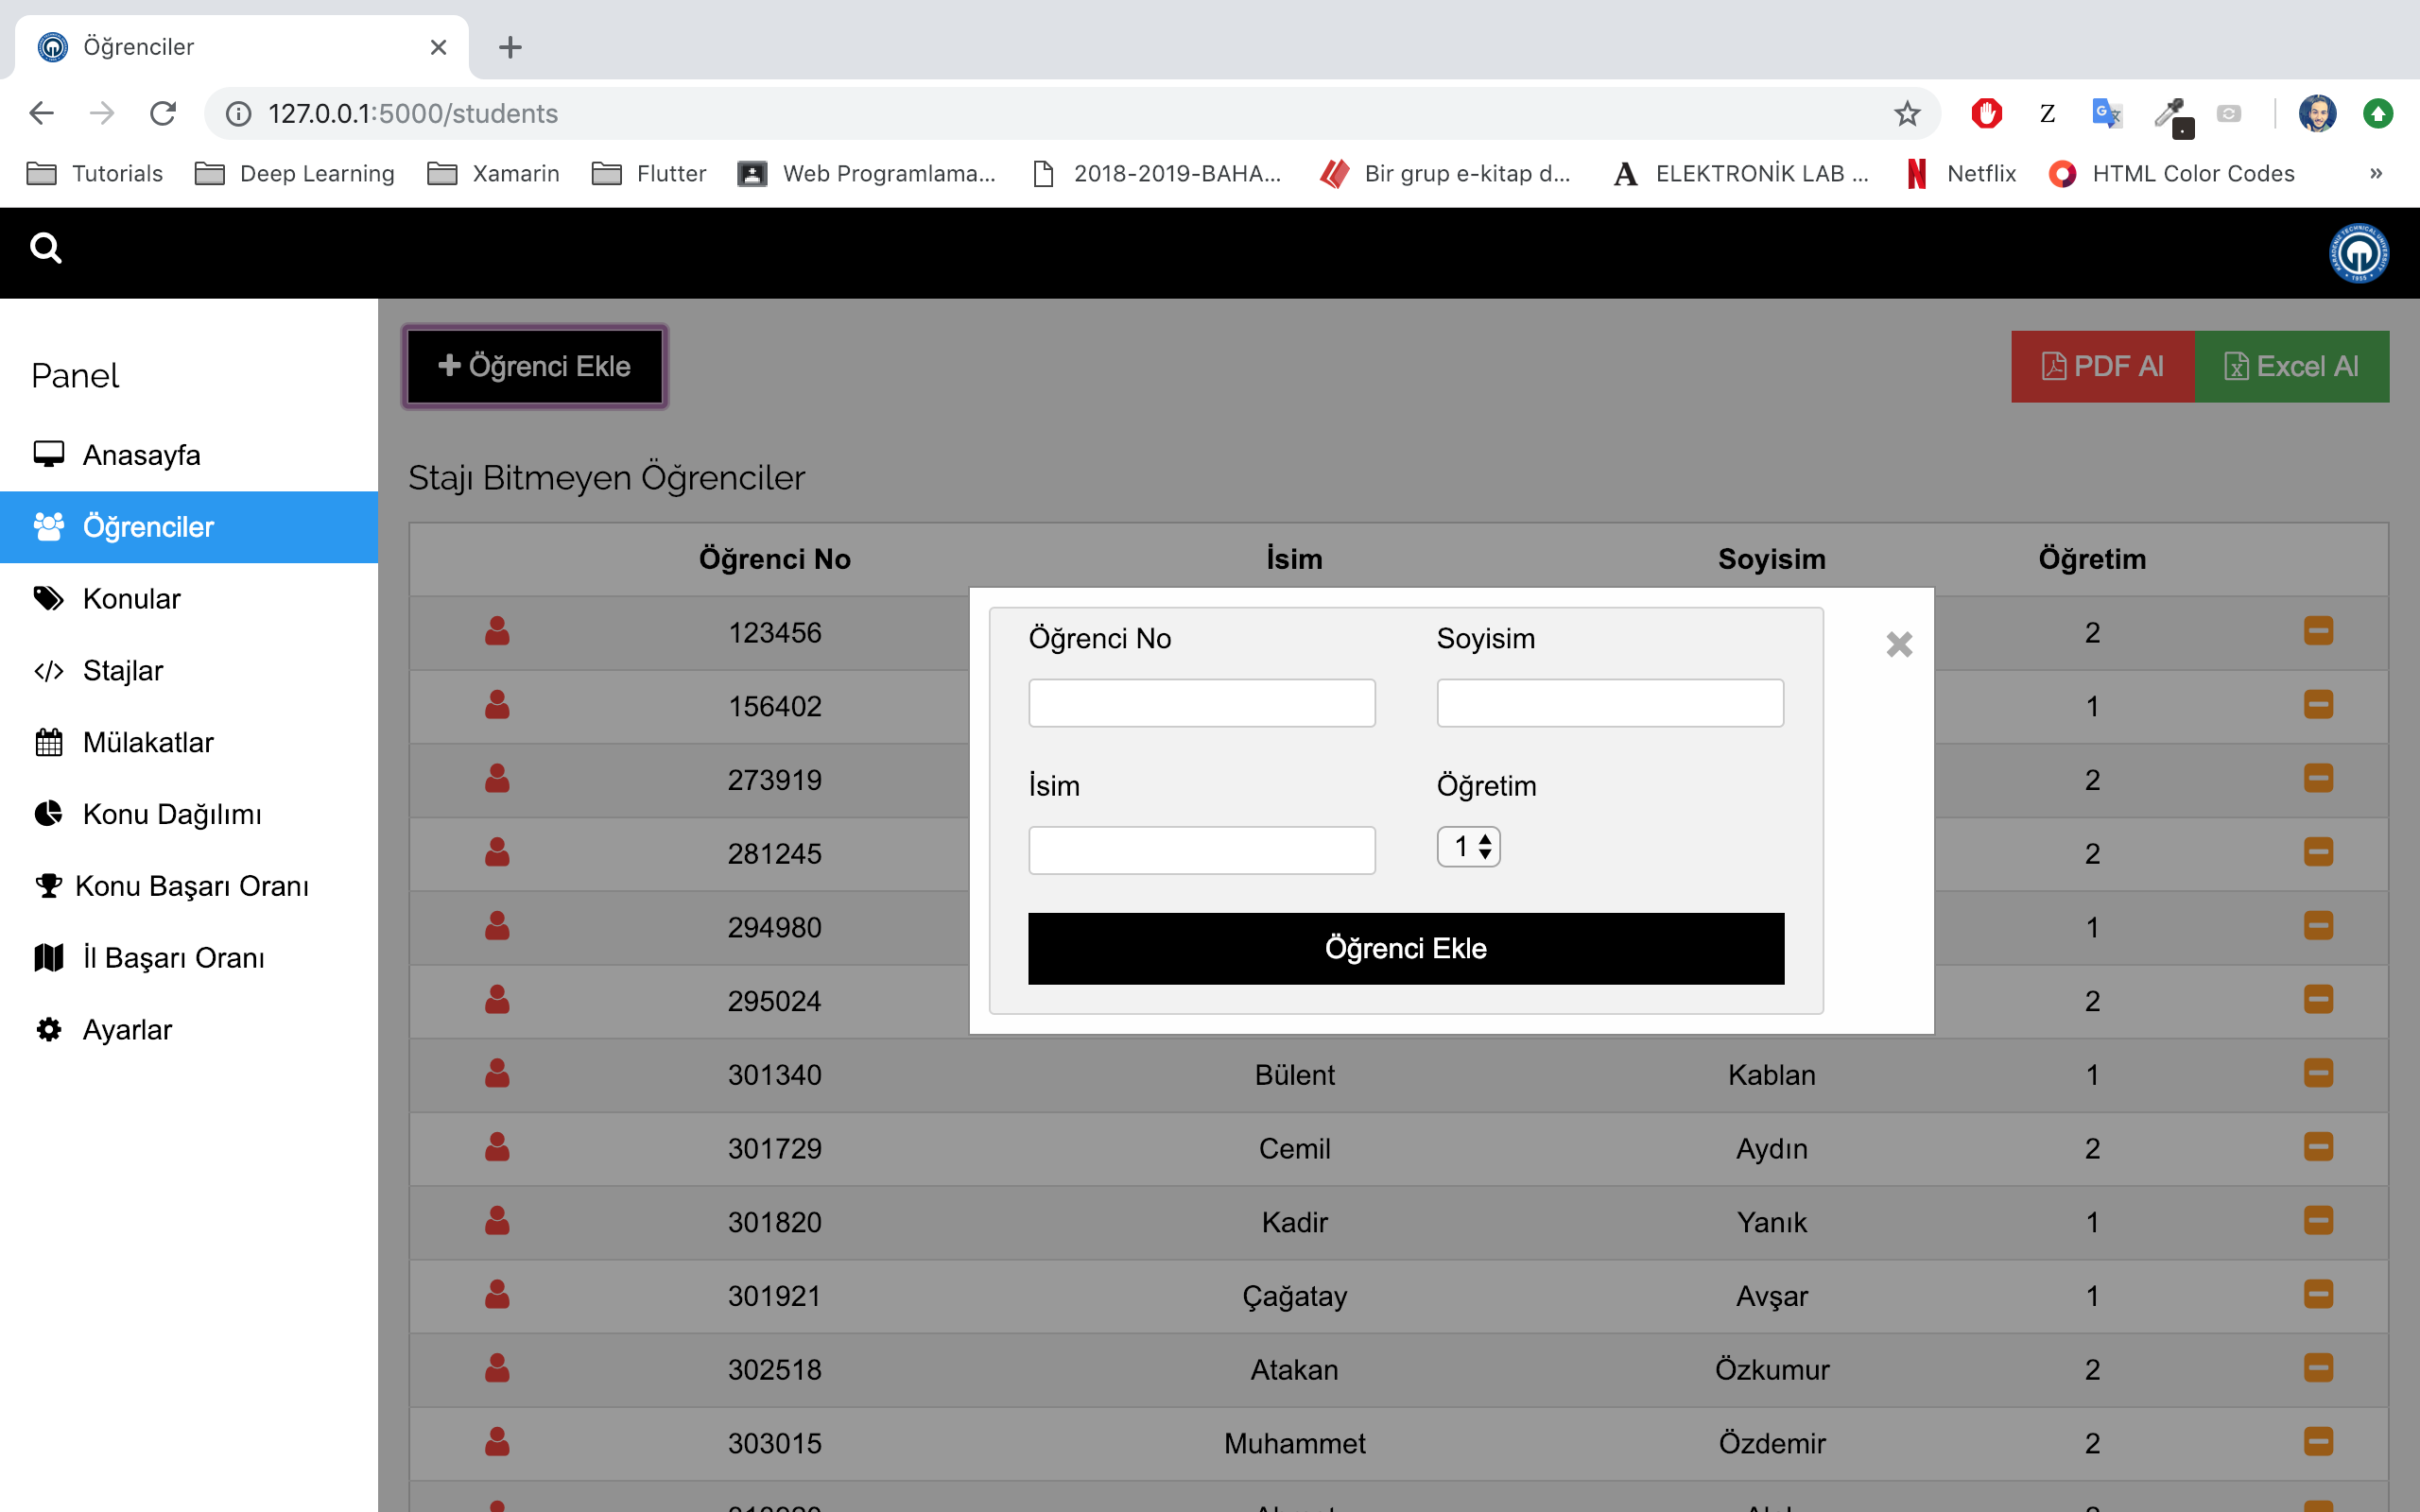 Öğrenciler
127.0.0.1:5000/students
Tutorials Deep Learning Xamarin Flutter Web Programlama... 2018-2019-BAHA... Bir grup e-kitap d... ELEKTRONİK LAB ... Netflix HTML Color Codes »
Panel
Anasayfa
Öğrenciler
Konular
Stajlar
Mülakatlar
Konu Dağılımı
Konu Başarı Oranı
İl Başarı Oranı
Ayarlar
Öğrenci Ekle
PDF Al Excel Al
Stajı Bitmeyen Öğrenciler
Öğrenci No İsim Soyisim Öğretim
123456 2
156402 1
273919 2
281245 2
294980 1
295024 2
301340 Bülent Kablan 1
301729 Cemil Aydın 2
301820 Kadir Yanık 1
301921 Çağatay Avşar 1
302518 Atakan Özkumur 2
303015 Muhammet Özdemir 2
Öğrenci No Soyisim
İsim Öğretim
1
Öğrenci Ekle